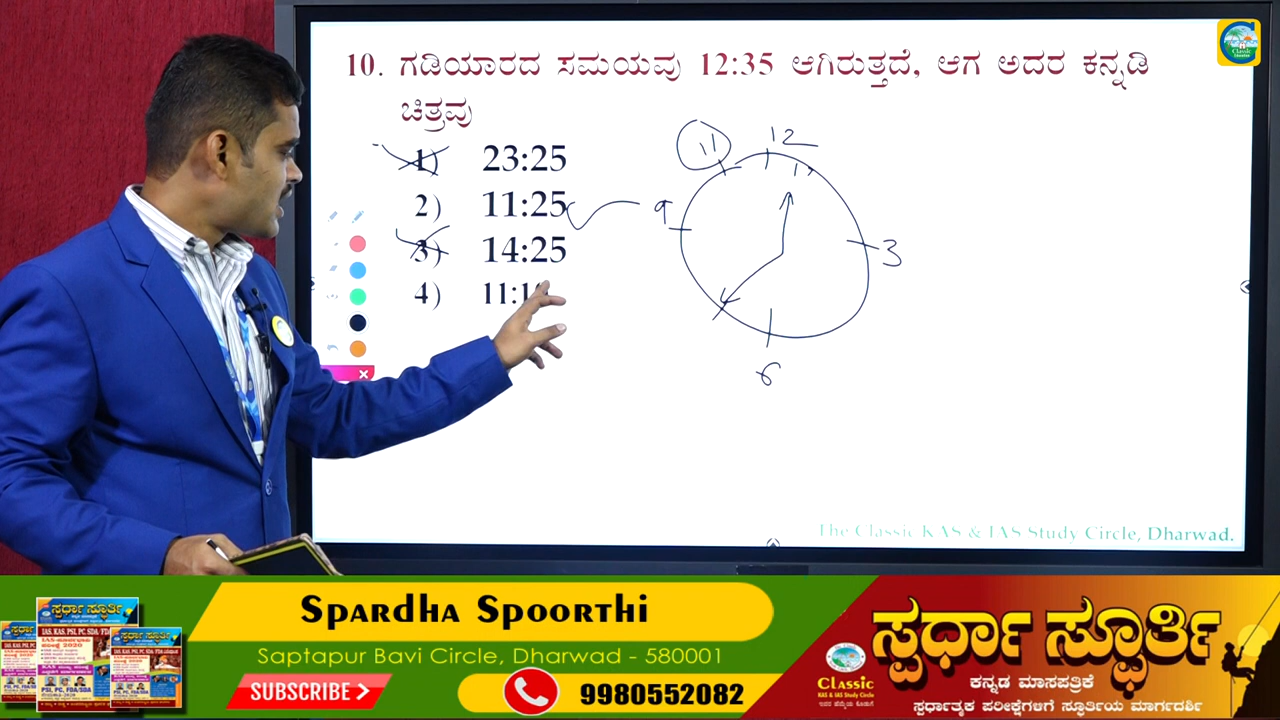 10. ಗಡಿಯಾರದ ಸಮಯವು 12:35 ಆಗಿರುತ್ತದೆ, ಆಗ ಅದರ ಕನ್ನಡಿ
ಚಿತ್ರವು
1) 23:25
2) 11:25
3) 14:25
4)
11
12
9
3
6
The Classic KAS & IAS Study Circle, Dharwad.
Spardha Spoorthi
Saptapur Bavi Circle, Dharwad - 580001
SUBSCRIBE
9980552082
ಸ್ಪರ್ಧಾ ಸ್ಫೂರ್ತಿ
ಕನ್ನಡ ಮಾಸಪತ್ರಿಕೆ
ಸ್ಪರ್ಧಾತ್ಮಕ ಪರೀಕ್ಷೆಗಳಿಗೆ ಸ್ಫೂರ್ತಿಯ ಮಾರ್ಗದರ್ಶಿ
Classic
KAS & IAS Study Circle